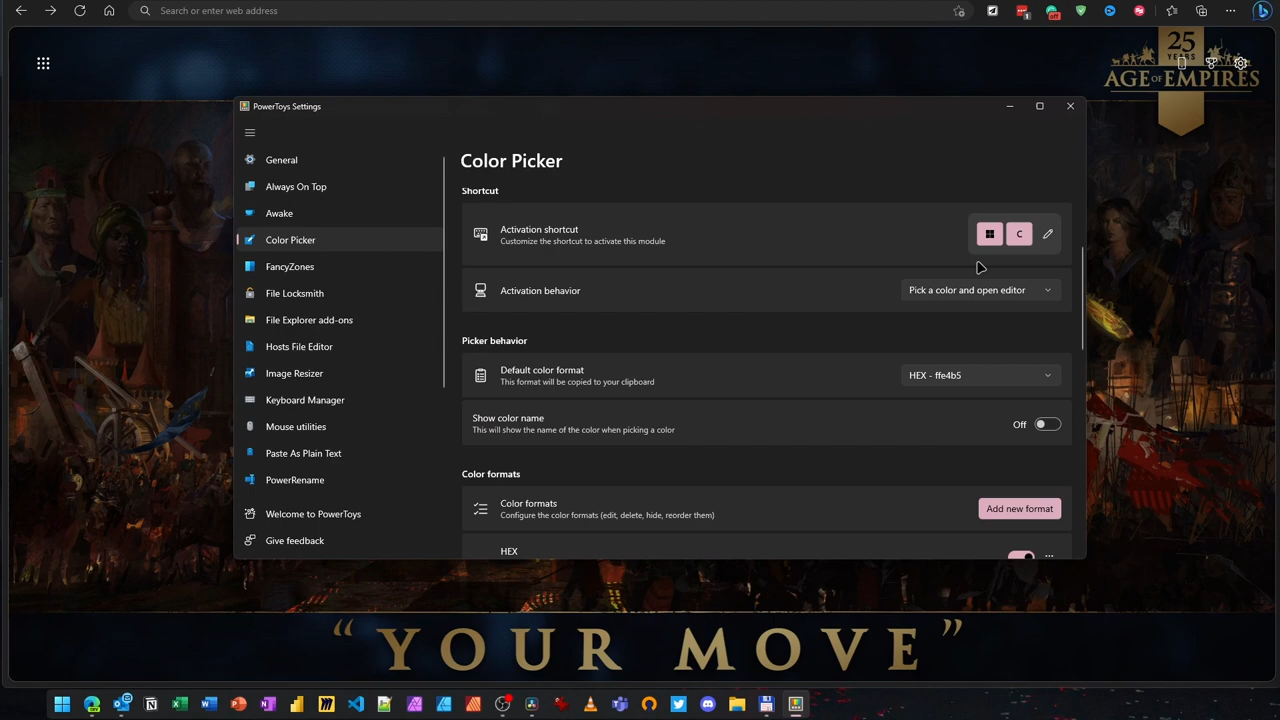 Search or enter web address
1
off
25
YEARS
AGE OF EMPIRES
PowerToys Settings
General
Always On Top
Awake
Color Picker
FancyZones
File Locksmith
File Explorer add-ons
Hosts File Editor
Image Resizer
Keyboard Manager
Mouse utilities
Paste As Plain Text
PowerRename
Welcome to PowerToys
Give feedback
Color Picker
Shortcut
Activation shortcut
Customize the shortcut to activate this module
C
Activation behavior
Pick a color and open editor
Picker behavior
Default color format
This format will be copied to your clipboard
HEX - ffe4b5
Show color name
This will show the name of the color when picking a color
Off
Color formats
Color formats
Configure the color formats (edit, delete, hide, reorder them)
Add new format
HEX
“YOUR MOVE”